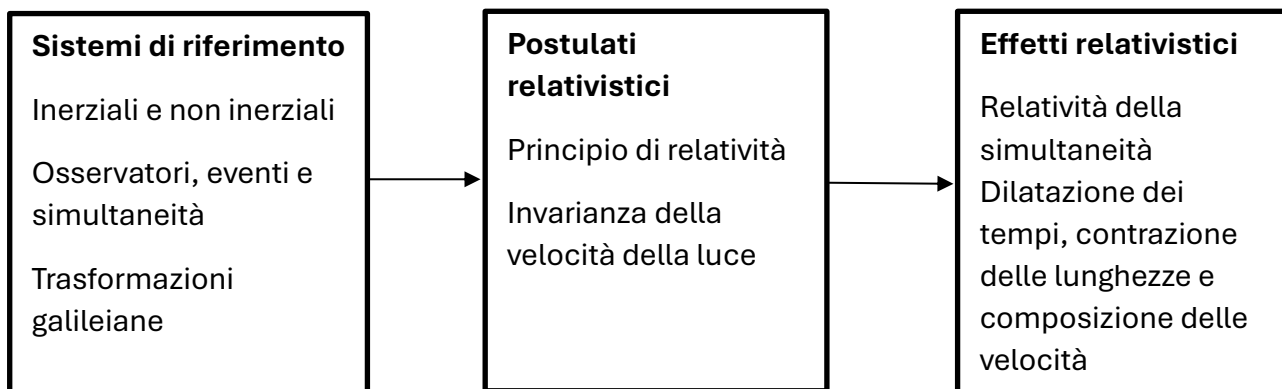 Sistemi di riferimento
Inerziali e non inerziali
Osservatori, eventi e
simultaneità
Trasformazioni
galileiane
Postulati
relativistici
Principio di relatività
Invarianza della
velocità della luce
Effetti relativistici
Relatività della
simultaneità
Dilatazione dei
tempi, contrazione
delle lunghezze e
composizione delle
velocità